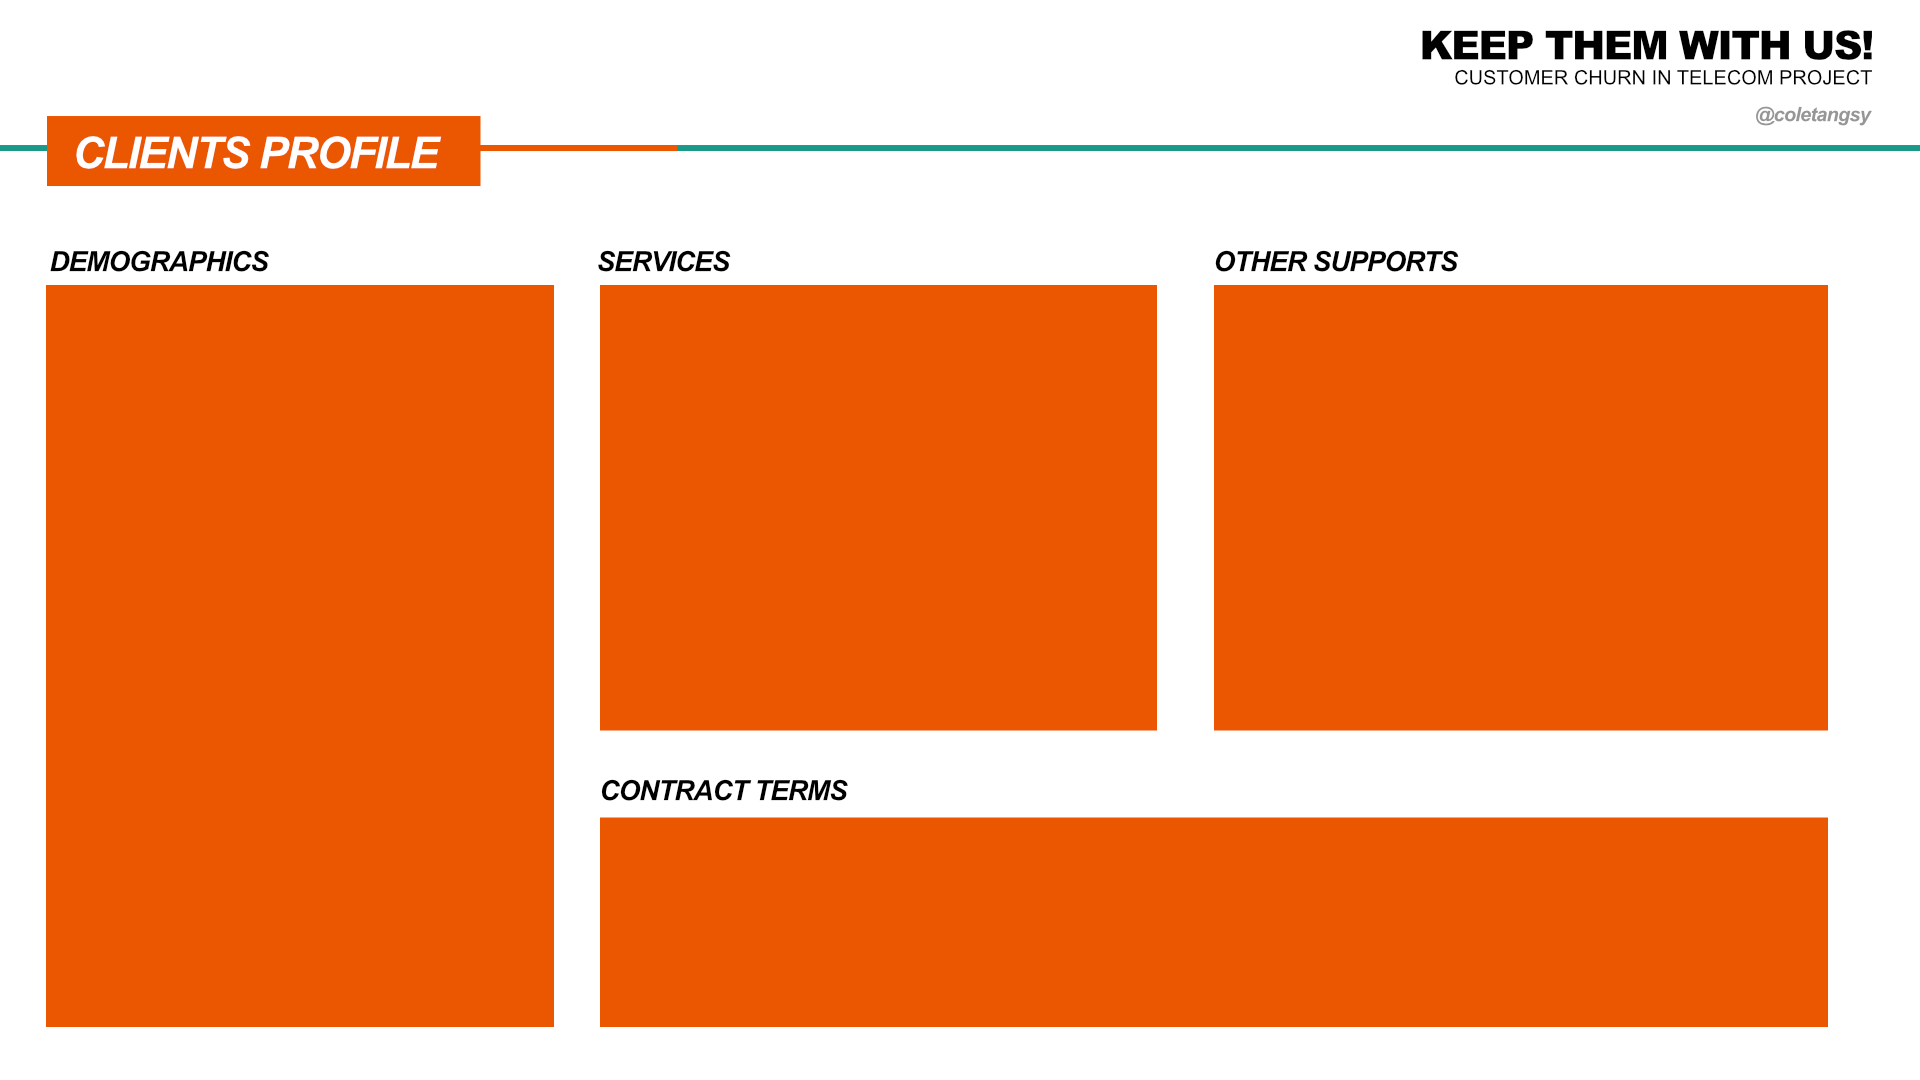 KEEP THEM WITH US!
CUSTOMER CHURN IN TELECOM PROJECT
@coletangsy
CLIENTS PROFILE
DEMOGRAPHICS
SERVICES
OTHER SUPPORTS
CONTRACT TERMS